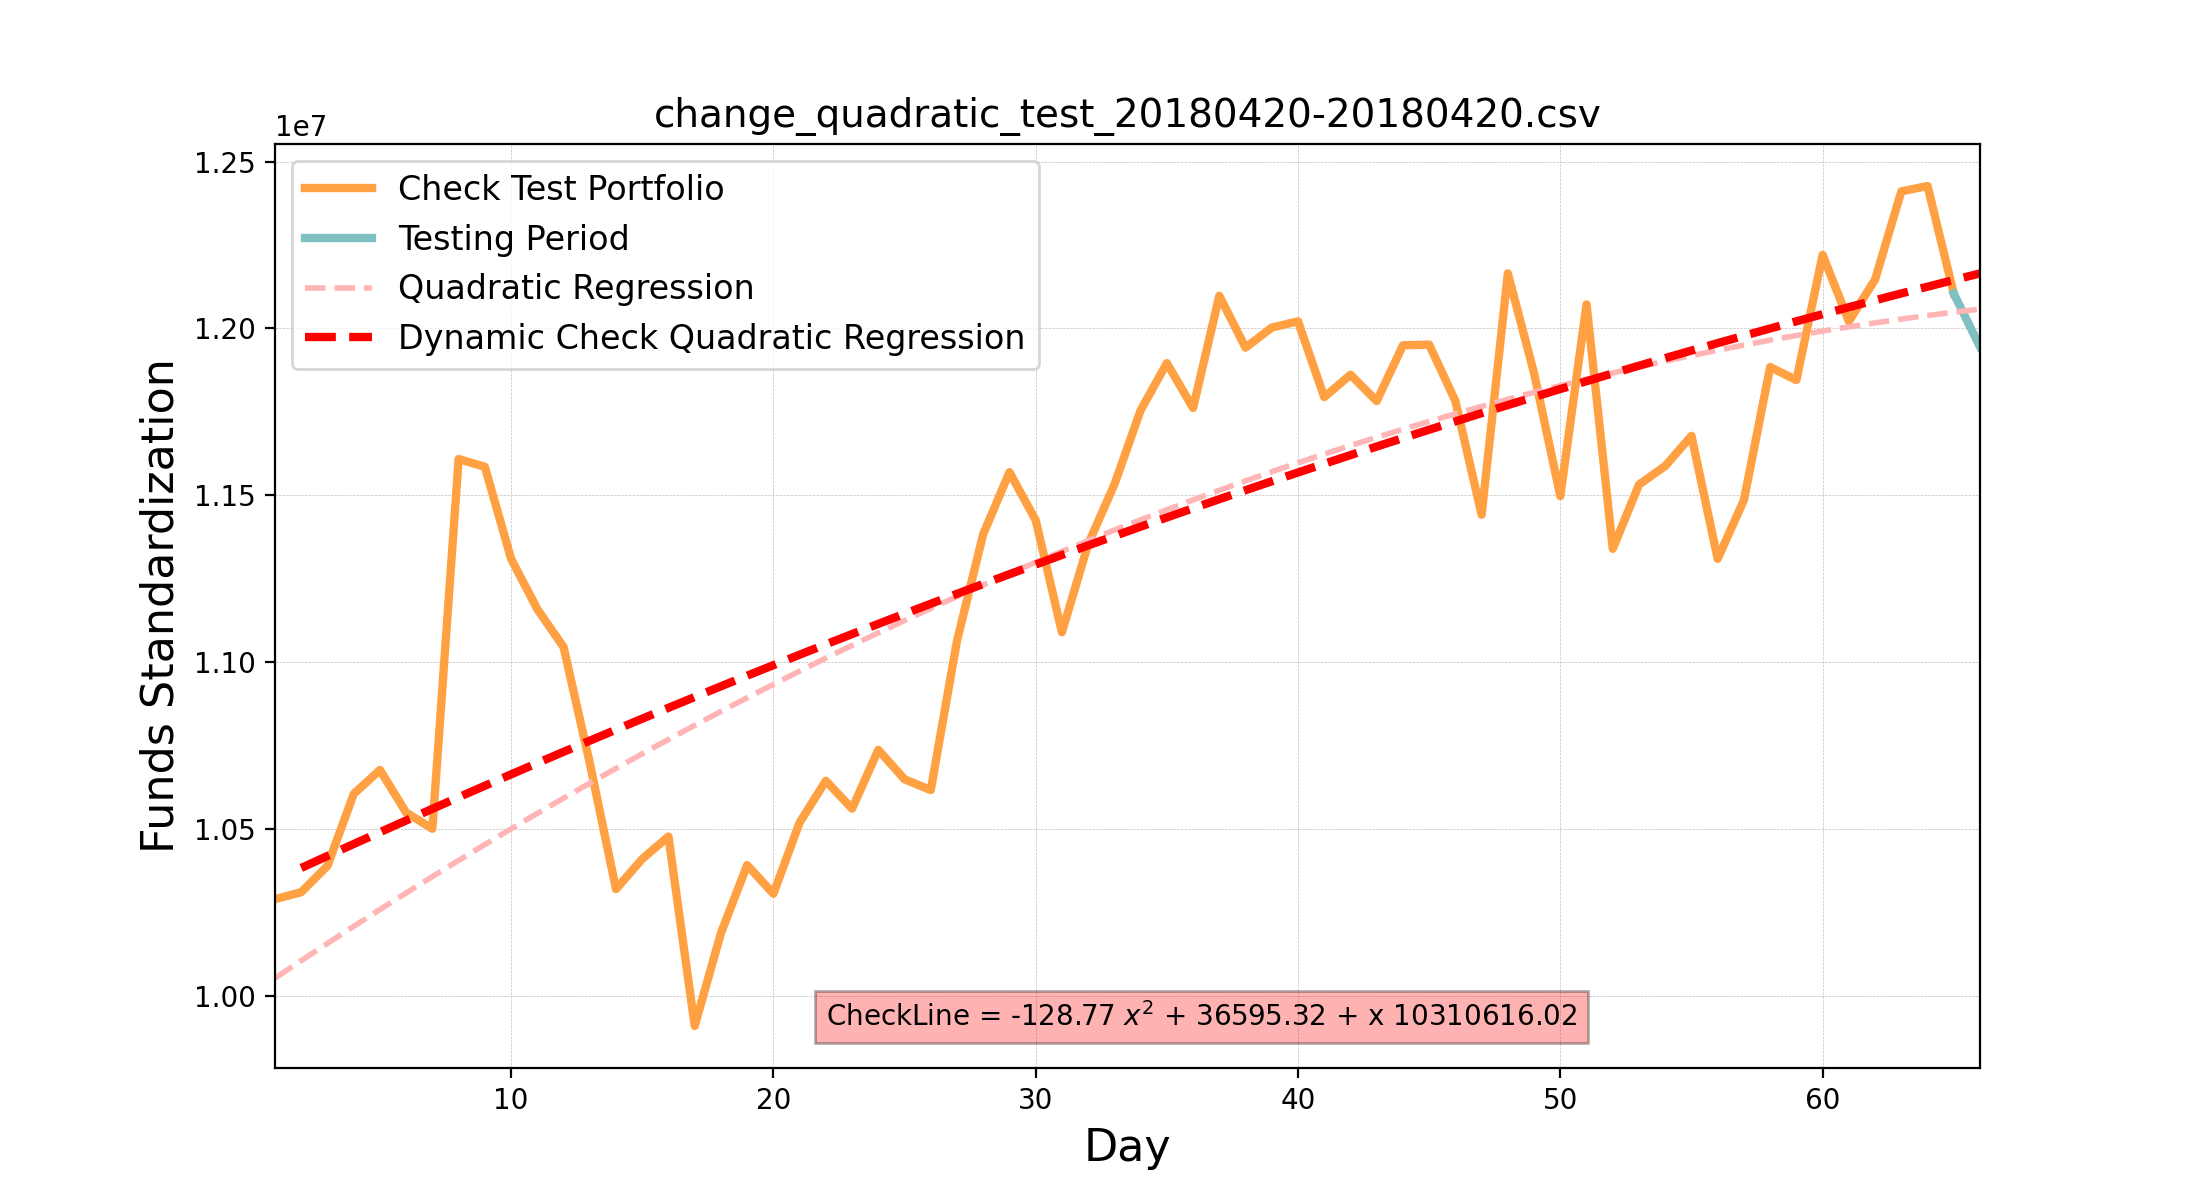 change_quadratic_test_20180420-20180420.csv
1e7
1.25
1.20
1.15
1.10
1.05
1.00
Funds Standardization
Check Test Portfolio
Testing Period
Quadratic Regression
Dynamic Check Quadratic Regression
CheckLine = -128.77 x² + 36595.32 + x 10310616.02
10 20 30 40 50 60
Day